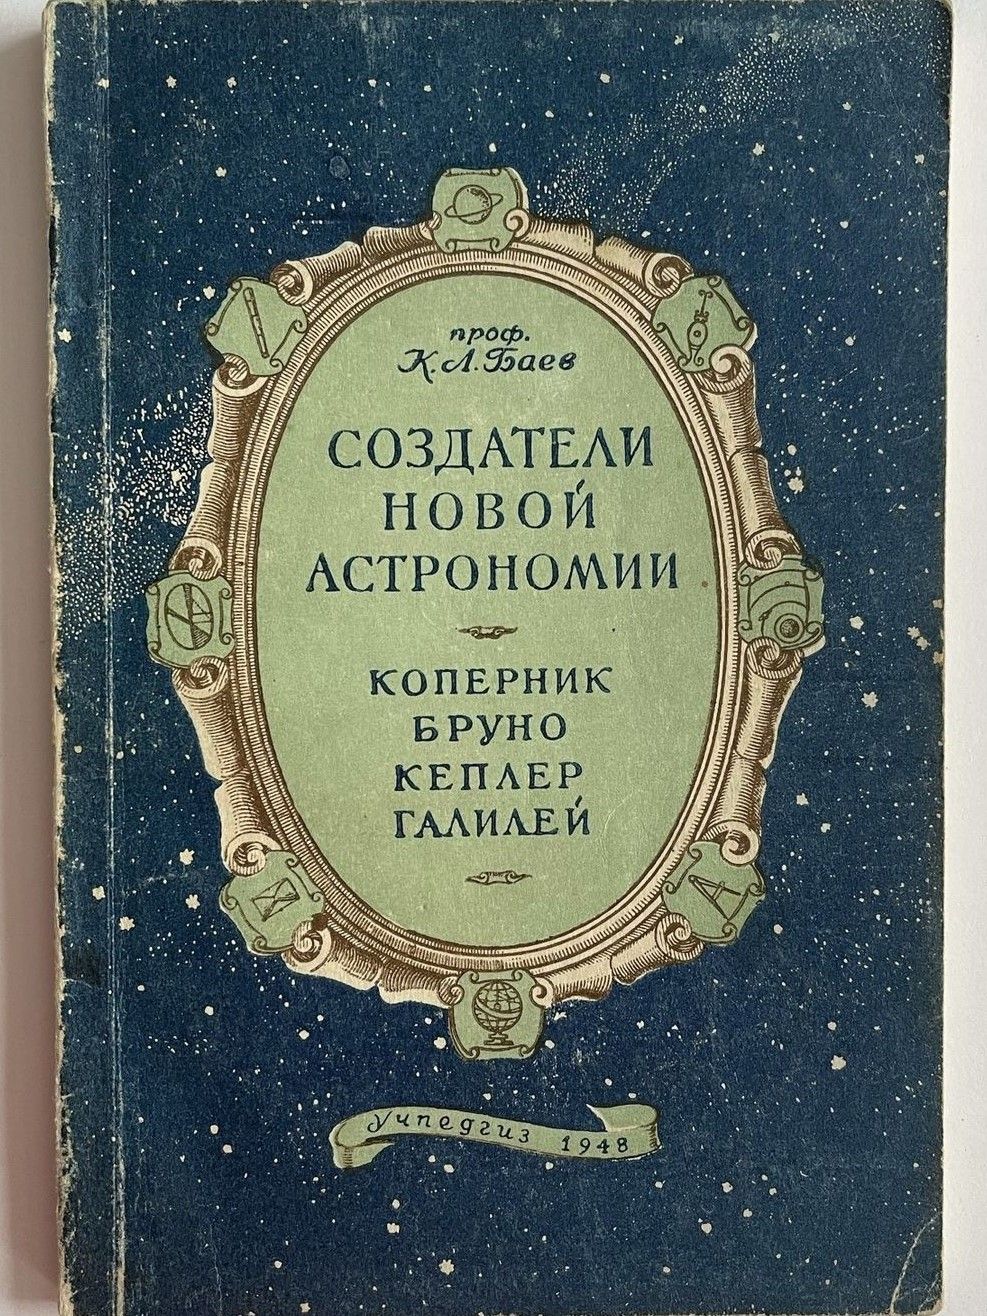 проф.
К. Л. Баев
СОЗДАТЕЛИ
НОВОЙ
АСТРОНОМИИ
КОПЕРНИК
БРУНО
КЕПЛЕР
ГАЛИЛЕЙ
Учпедгиз 1948